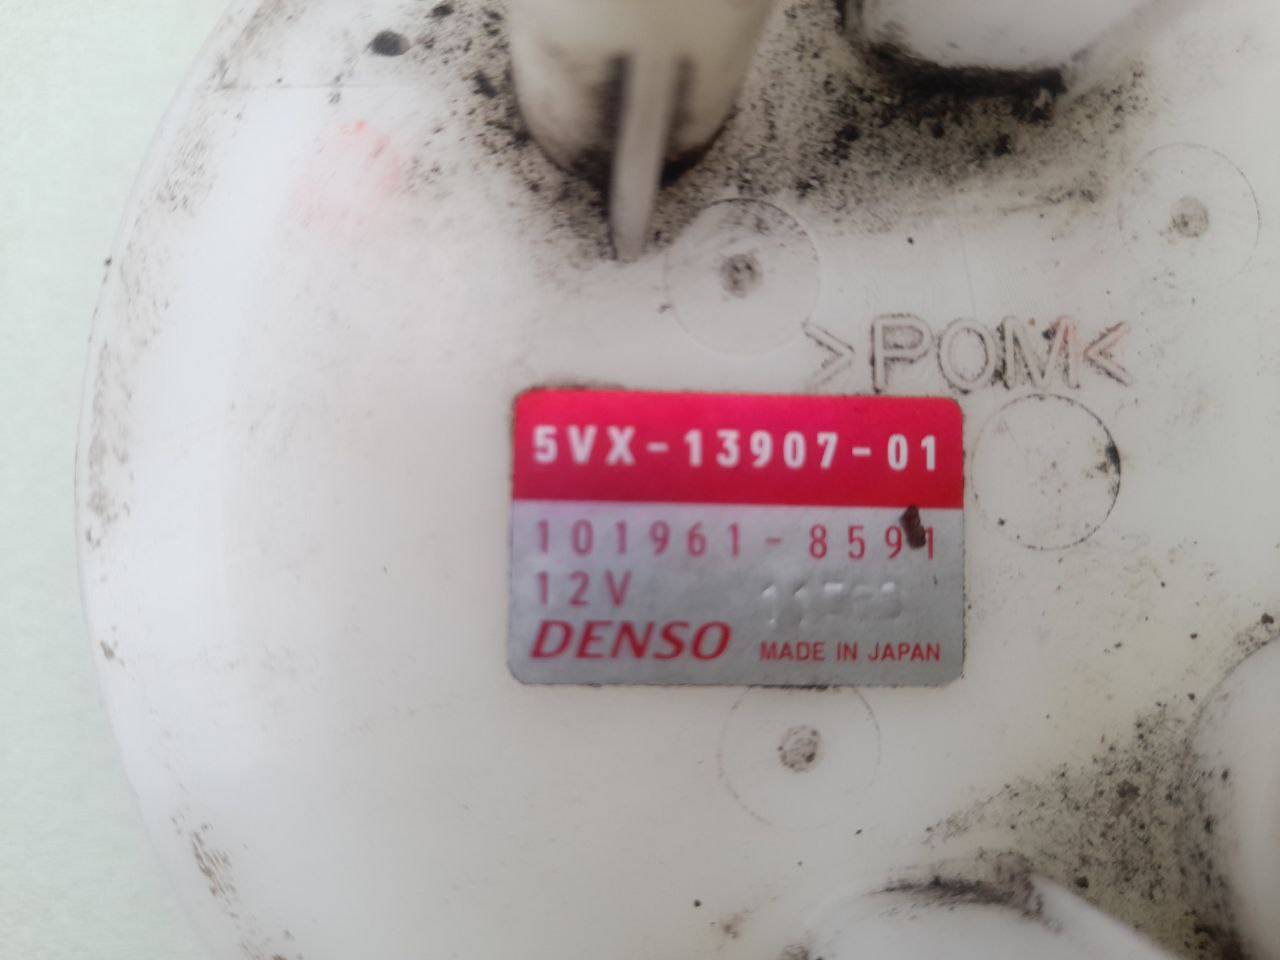 >POM<
5VX-13907-01
101961-8591
12V
DENSO MADE IN JAPAN